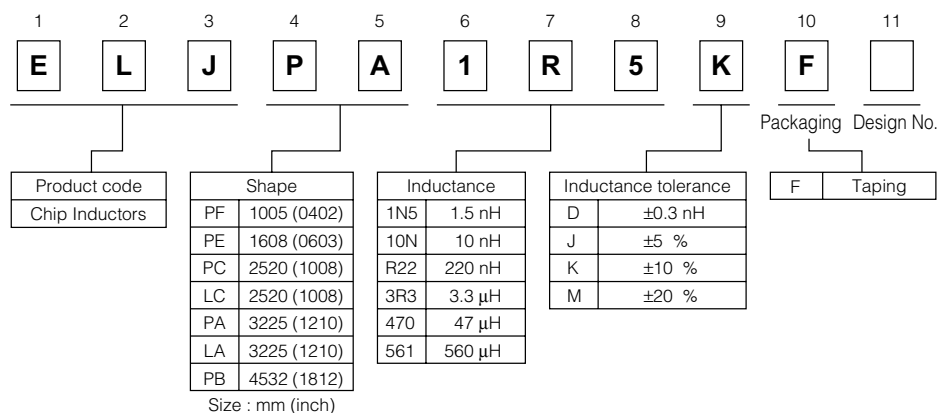 1 2 3 4 5 6 7 8 9 10 11
E L J P A 1 R 5 K F
Packaging Design No.
Product code
Chip Inductors
Shape
PF 1005 (0402)
PE 1608 (0603)
PC 2520 (1008)
LC 2520 (1008)
PA 3225 (1210)
LA 3225 (1210)
PB 4532 (1812)
Size : mm (inch)
Inductance
1N5 1.5 nH
10N 10 nH
R22 220 nH
3R3 3.3 μH
470 47 μH
561 560 μH
Inductance tolerance
D ±0.3 nH
J ±5 %
K ±10 %
M ±20 %
F Taping